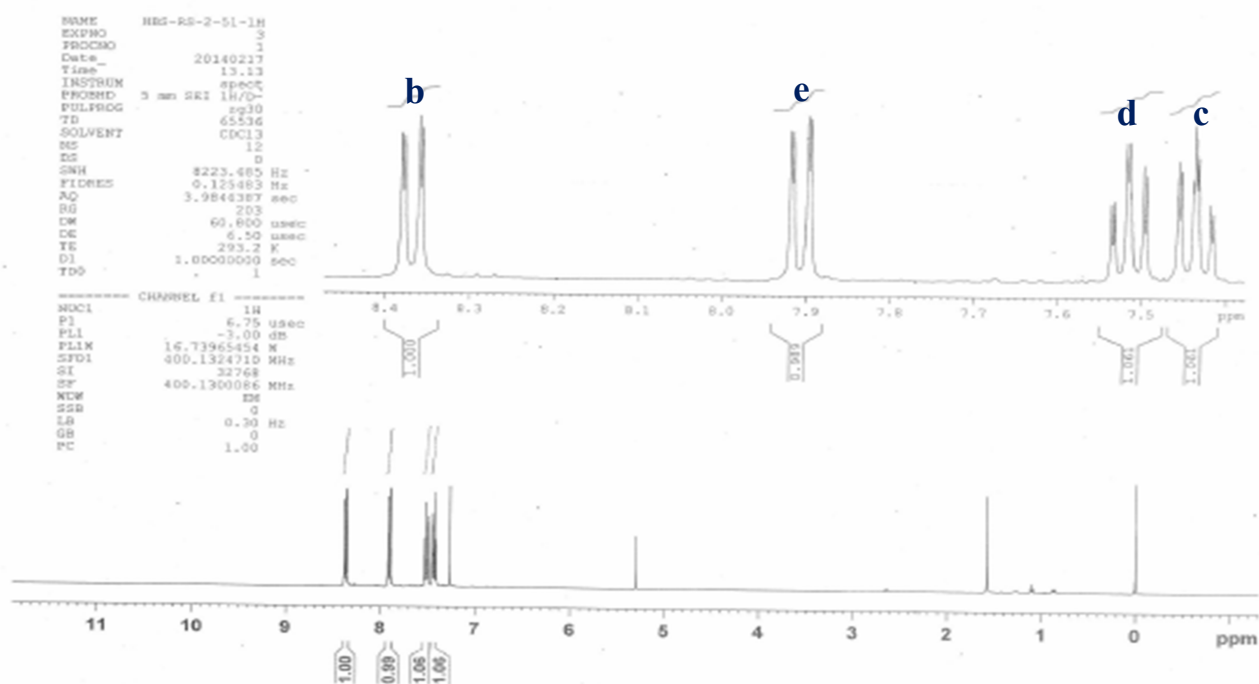 NAME HBS-RS-2-51-1H
EXPNO 3
PROCNO 1
Date_ 20140217
Time 13.13
INSTRUM spect
PROBHD 5 mm SEI 1H/D-
PULPROG zg30
TD 65536
SOLVENT CDCl3
NS 12
DS 0
SWH 8223.685 Hz
FIDRES 0.125483 Hz
AQ 3.9846387 sec
RG 203
DW 60.800 usec
DE 6.50 usec
TE 293.2 K
D1 1.00000000 sec
TD0 1
======== CHANNEL f1 ========
NUC1 1H
P1 6.75 usec
PL1 -3.00 dB
PL1W 16.73965454 W
SFO1 400.1324710 MHz
SI 32768
SF 400.1300086 MHz
WDW EM
SSB 0
LB 0.30 Hz
GB 0
PC 1.00
b e d c
8.4 8.3 8.2 8.1 8.0 7.9 7.8 7.7 7.6 7.5 ppm
1.000 0.989 1.061 1.061
11 10 9 8 7 6 5 4 3 2 1 0 ppm
1.00 0.99 1.06 1.06